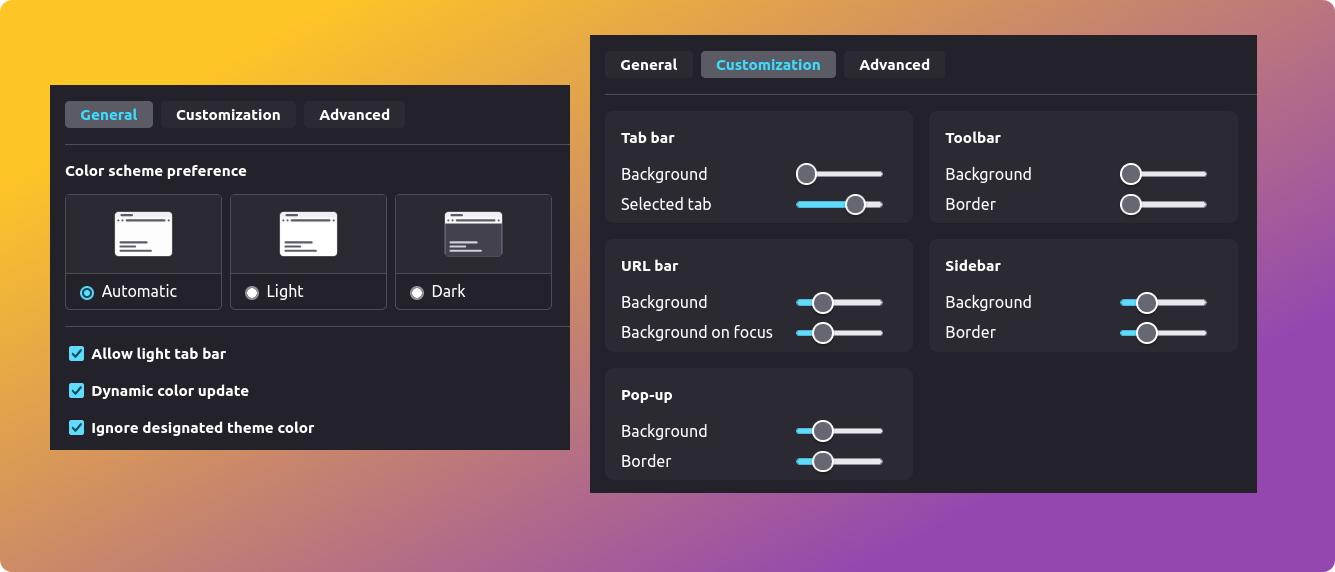 General Customization Advanced
Color scheme preference
Automatic Light Dark
Allow light tab bar
Dynamic color update
Ignore designated theme color
General Customization Advanced
Tab bar
Background
Selected tab
Toolbar
Background
Border
URL bar
Background
Background on focus
Sidebar
Background
Border
Pop-up
Background
Border